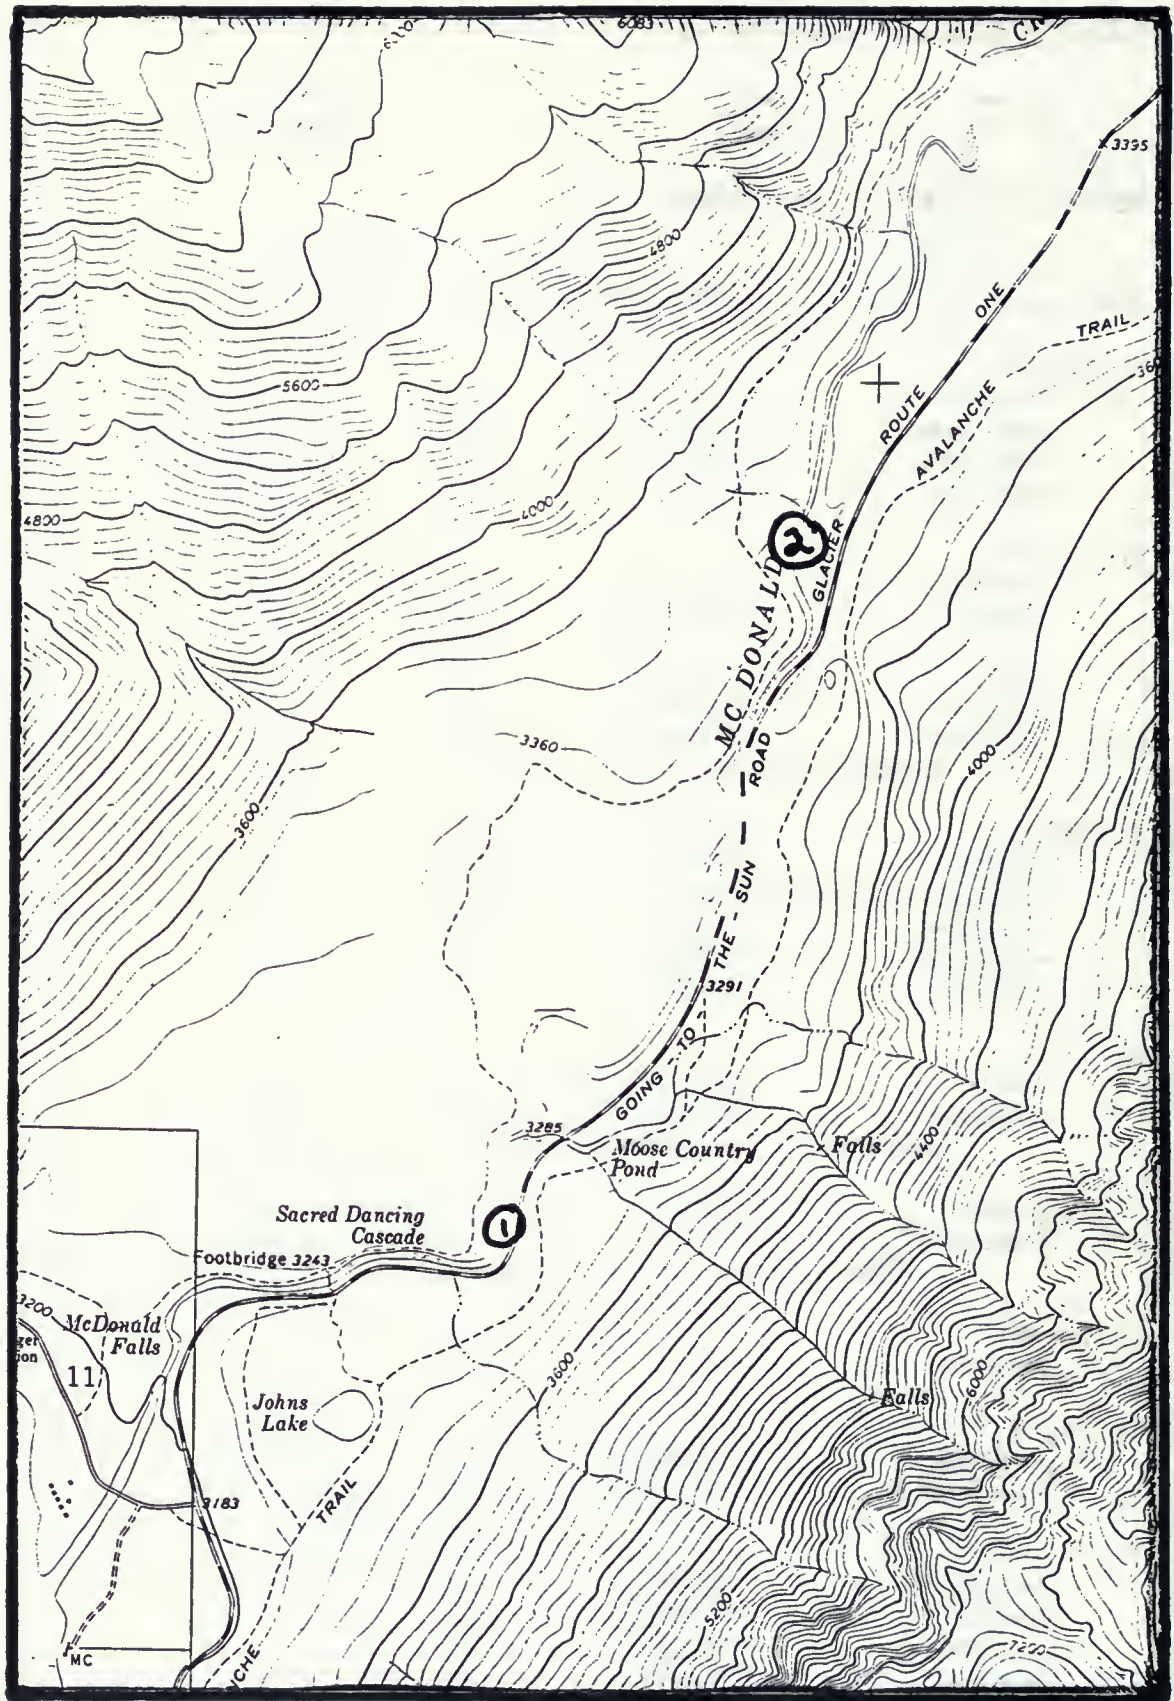 6083
3395
ONE
TRAIL
4800
ROUTE
AVALANCHE
5600
4000
4800
2
GLACIER
MC DONALD
3360
ROAD
4000
3600
SUN
THE
3291
TO
GOING
3285
Moose Country
Pond
Falls
4400
Sacred Dancing
Cascade
1
Footbridge 3243
3200
McDonald
Falls
11
3600
6000
Falls
Johns
Lake
3183
TRAIL
5200
7200
MC